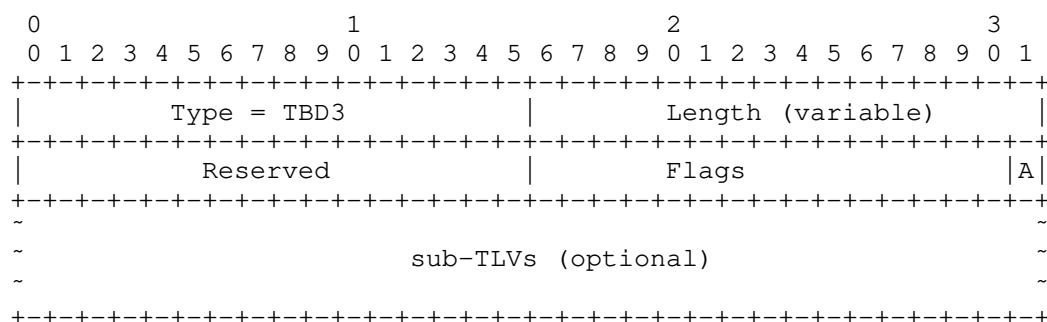 0                   1                   2                   3
 0 1 2 3 4 5 6 7 8 9 0 1 2 3 4 5 6 7 8 9 0 1 2 3 4 5 6 7 8 9 0 1
+-+-+-+-+-+-+-+-+-+-+-+-+-+-+-+-+-+-+-+-+-+-+-+-+-+-+-+-+-+-+-+-+
|         Type = TBD3           |        Length (variable)      |
+-+-+-+-+-+-+-+-+-+-+-+-+-+-+-+-+-+-+-+-+-+-+-+-+-+-+-+-+-+-+-+-+
|           Reserved            |        Flags                |A|
+-+-+-+-+-+-+-+-+-+-+-+-+-+-+-+-+-+-+-+-+-+-+-+-+-+-+-+-+-+-+-+-+
~                                                               ~
~                        sub-TLVs (optional)                    ~
~                                                               ~
+-+-+-+-+-+-+-+-+-+-+-+-+-+-+-+-+-+-+-+-+-+-+-+-+-+-+-+-+-+-+-+-+